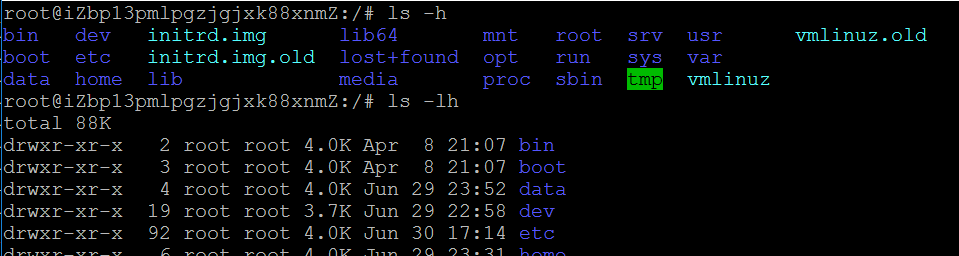 root@iZbp13pmlpgzjgjxk88xnmZ:/# ls -h
bin   dev   initrd.img      lib64       mnt   root  srv  usr      vmlinuz.old
boot  etc   initrd.img.old  lost+found  opt   run   sys  var
data  home  lib             media       proc  sbin  tmp  vmlinuz
root@iZbp13pmlpgzjgjxk88xnmZ:/# ls -lh
total 88K
drwxr-xr-x   2 root root 4.0K Apr  8 21:07 bin
drwxr-xr-x   3 root root 4.0K Apr  8 21:07 boot
drwxr-xr-x   4 root root 4.0K Jun 29 23:52 data
drwxr-xr-x  19 root root 3.7K Jun 29 22:58 dev
drwxr-xr-x  92 root root 4.0K Jun 30 17:14 etc
drwxr-xr-x   6 root root 4.0K Jun 29 23:31 home